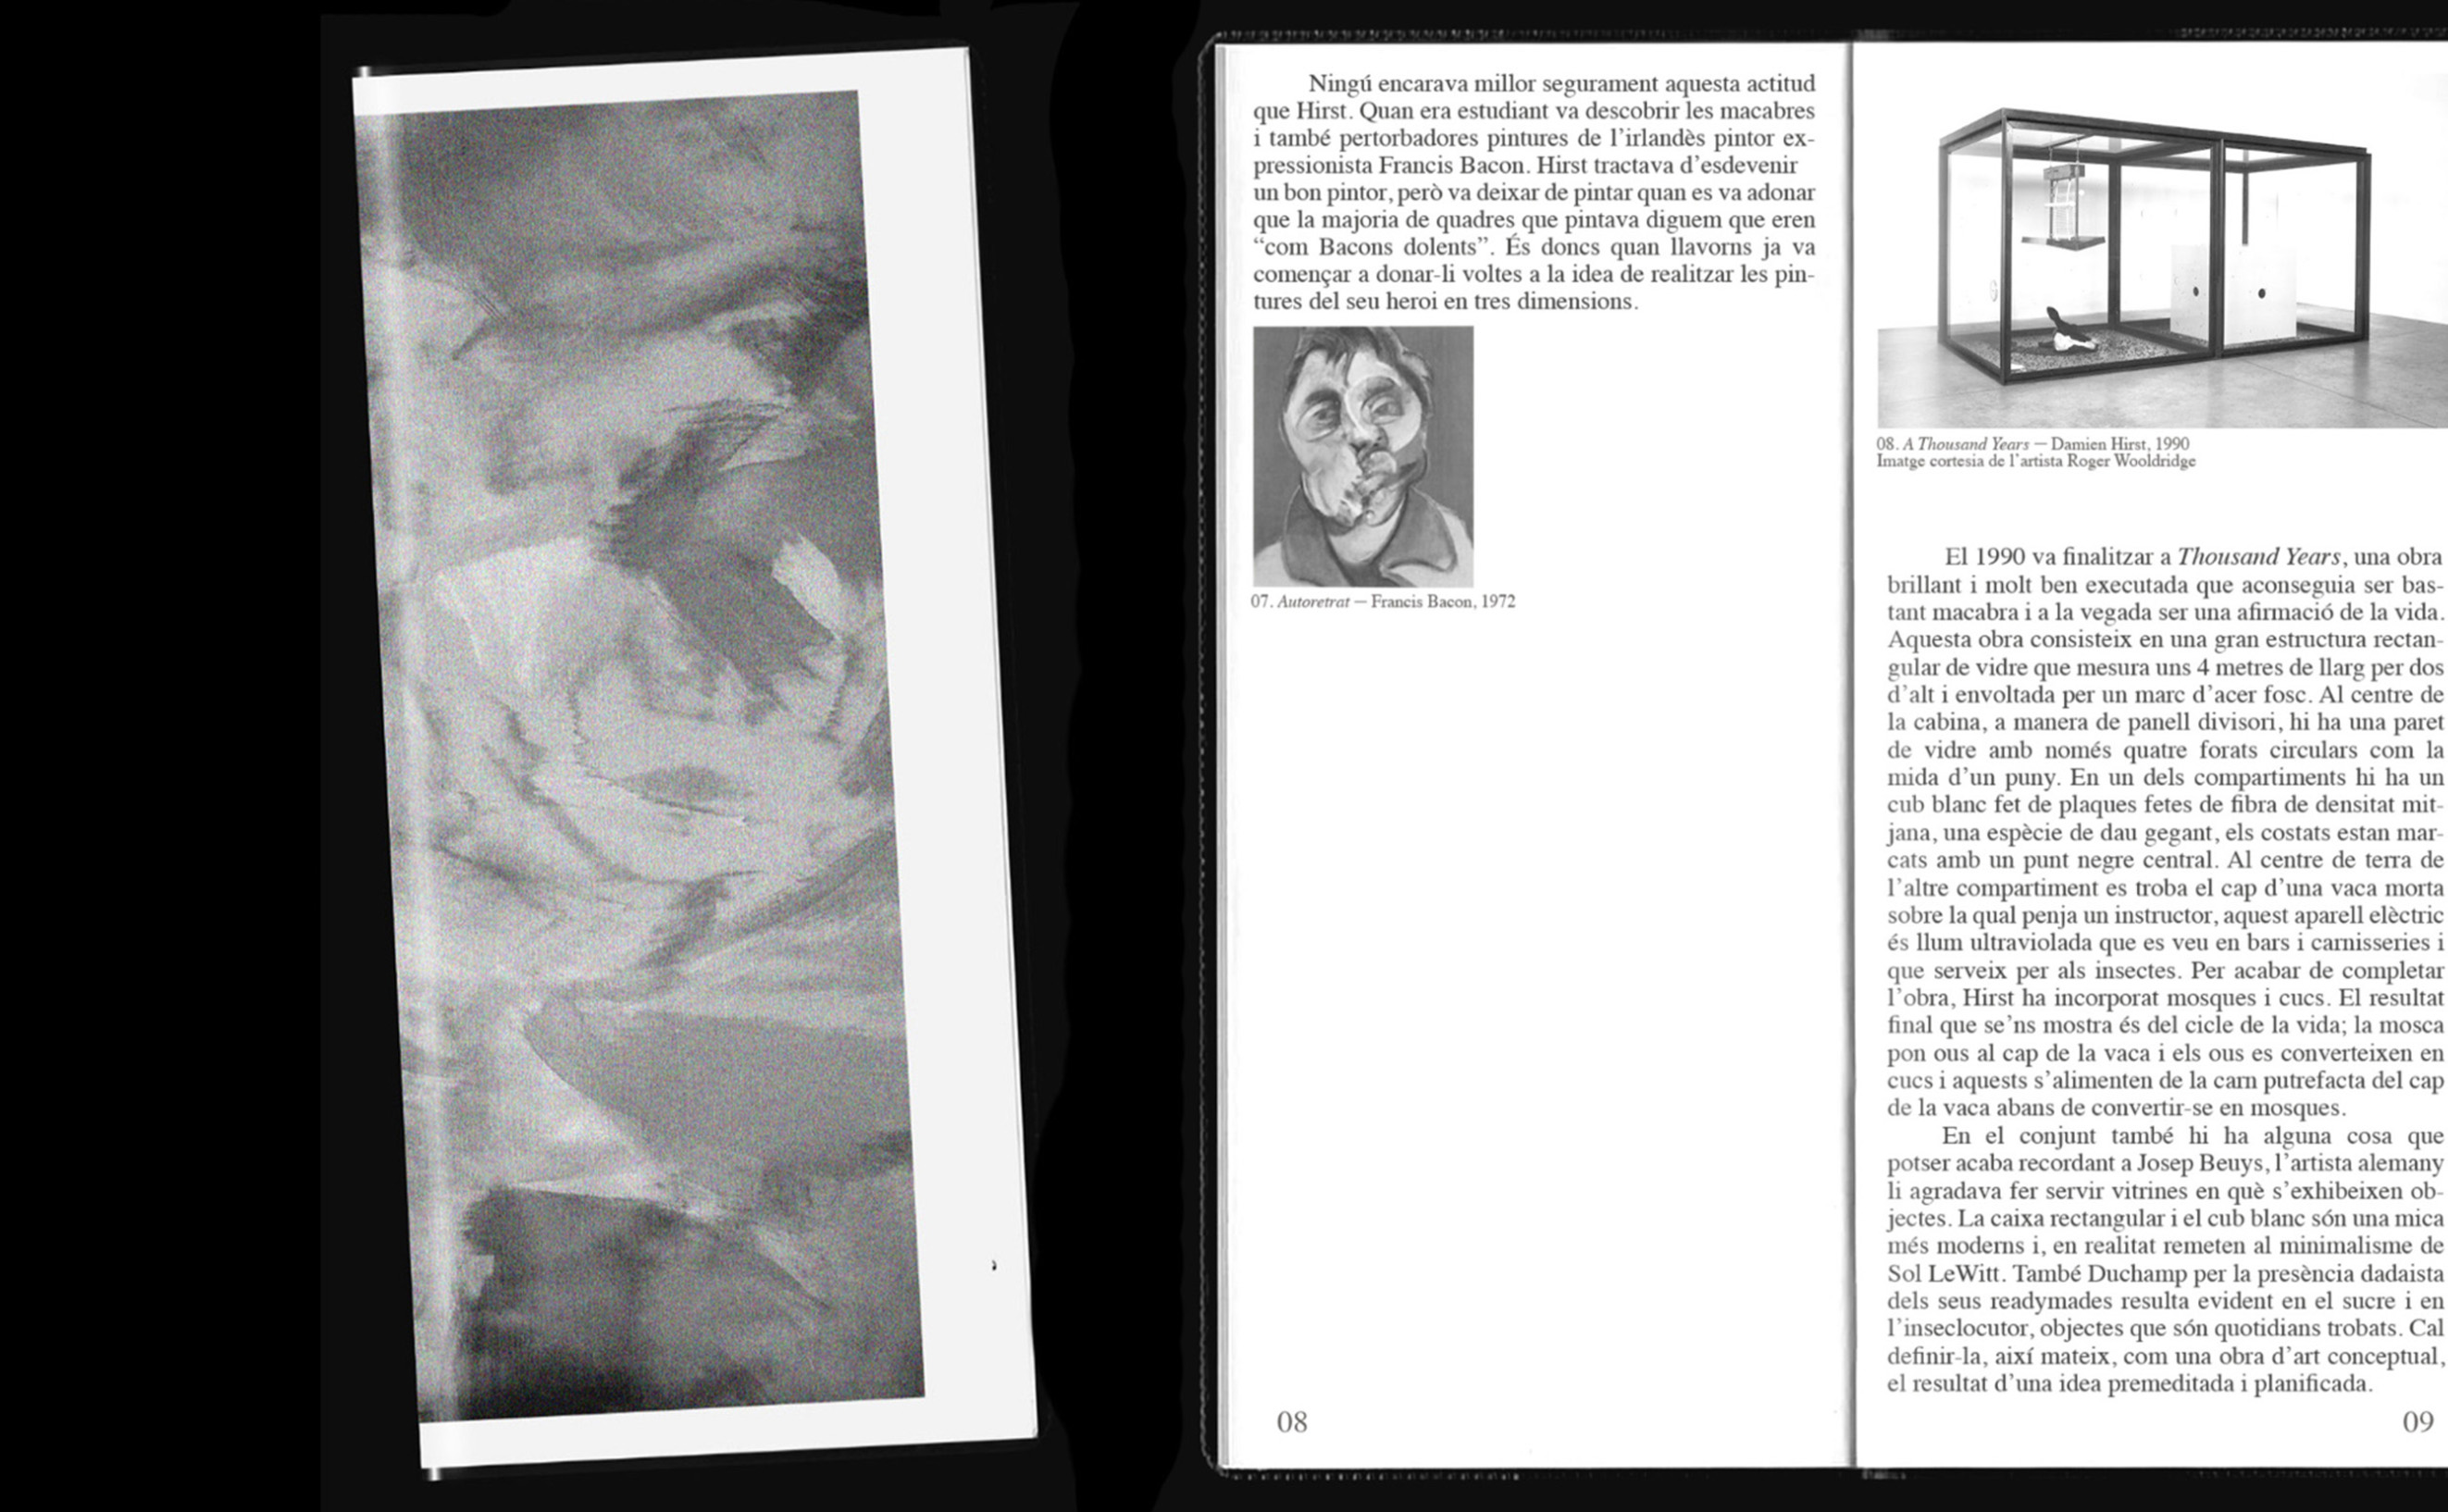 Ningú encarava millor segurament aquesta actitud
que Hirst. Quan era estudiant va descobrir les macabres
i també pertorbadores pintures de l’irlandès pintor ex-
pressionista Francis Bacon. Hirst tractava d’esdevenir
un bon pintor, però va deixar de pintar quan es va adonar
que la majoria de quadres que pintava diguem que eren
“com Bacons dolents”. És doncs quan llavorns ja va
començar a donar-li voltes a la idea de realitzar les pin-
tures del seu heroi en tres dimensions.
07. Autoretrat — Francis Bacon, 1972
08
08. A Thousand Years — Damien Hirst, 1990
Imatge cortesia de l’artista Roger Wooldridge
El 1990 va finalitzar a Thousand Years, una obra
brillant i molt ben executada que aconseguia ser bas-
tant macabra i a la vegada ser una afirmació de la vida.
Aquesta obra consisteix en una gran estructura rectan-
gular de vidre que mesura uns 4 metres de llarg per dos
d’alt i envoltada per un marc d’acer fosc. Al centre de
la cabina, a manera de panell divisori, hi ha una paret
de vidre amb només quatre forats circulars com la
mida d’un puny. En un dels compartiments hi ha un
cub blanc fet de plaques fetes de fibra de densitat mit-
jana, una espècie de dau gegant, els costats estan mar-
cats amb un punt negre central. Al centre de terra de
l’altre compartiment es troba el cap d’una vaca morta
sobre la qual penja un instructor, aquest aparell elèctric
és llum ultraviolada que es veu en bars i carnisseries i
que serveix per als insectes. Per acabar de completar
l’obra, Hirst ha incorporat mosques i cucs. El resultat
final que se’ns mostra és del cicle de la vida; la mosca
pon ous al cap de la vaca i els ous es converteixen en
cucs i aquests s’alimenten de la carn putrefacta del cap
de la vaca abans de convertir-se en mosques.
En el conjunt també hi ha alguna cosa que
potser acaba recordant a Josep Beuys, l’artista alemany
li agradava fer servir vitrines en què s’exhibeixen ob-
jectes. La caixa rectangular i el cub blanc són una mica
més moderns i, en realitat remeten al minimalisme de
Sol LeWitt. També Duchamp per la presència dadaista
dels seus readymades resulta evident en el sucre i en
l’inseclocutor, objectes que són quotidians trobats. Cal
definir-la, així mateix, com una obra d’art conceptual,
el resultat d’una idea premeditada i planificada.
09